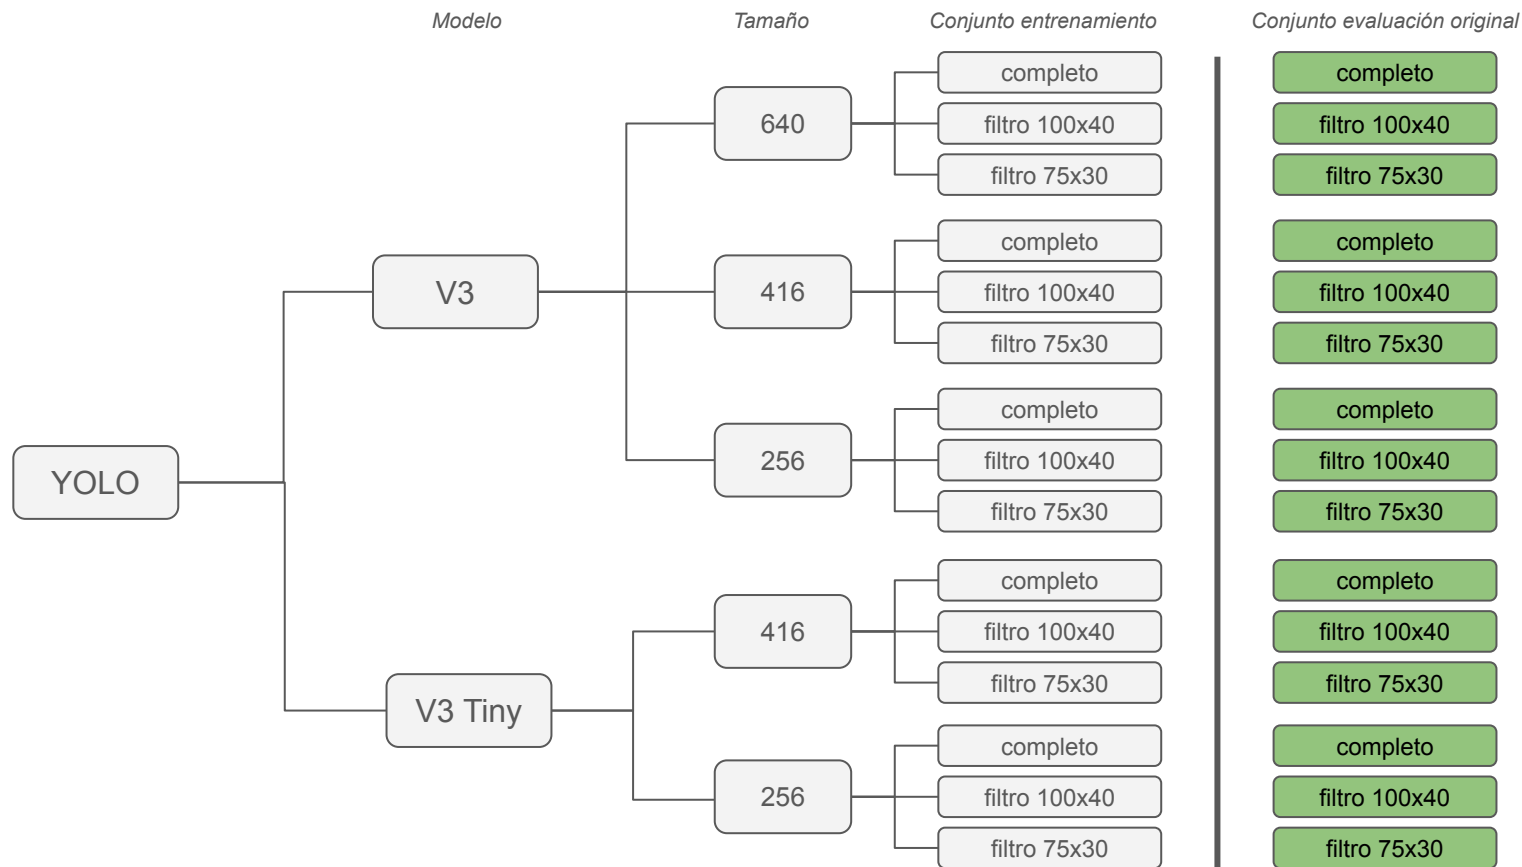 Modelo
Tamaño
Conjunto entrenamiento
Conjunto evaluación original
YOLO
V3
640
completo
completo
filtro 100x40
filtro 100x40
filtro 75x30
filtro 75x30
416
completo
completo
filtro 100x40
filtro 100x40
filtro 75x30
filtro 75x30
256
completo
completo
filtro 100x40
filtro 100x40
filtro 75x30
filtro 75x30
V3 Tiny
416
completo
completo
filtro 100x40
filtro 100x40
filtro 75x30
filtro 75x30
256
completo
completo
filtro 100x40
filtro 100x40
filtro 75x30
filtro 75x30